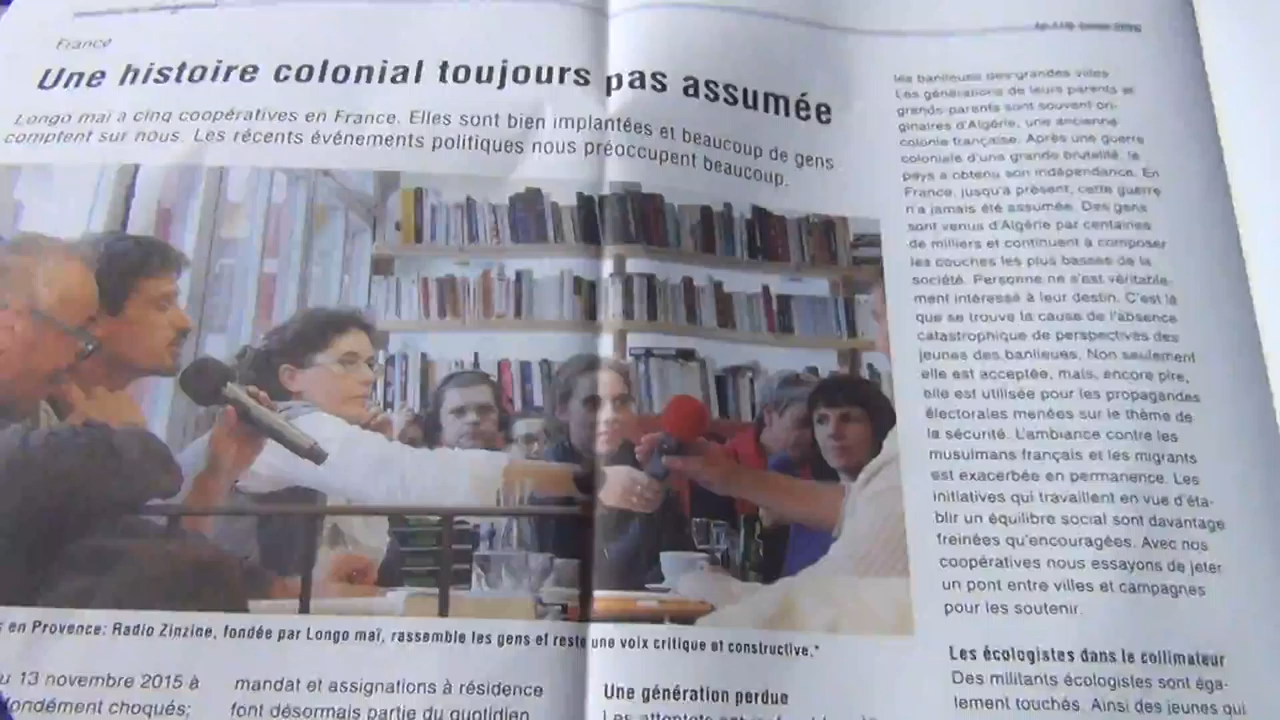 France
Une histoire colonial toujours pas assumée
Longo maï a cinq coopératives en France. Elles sont bien implantées et beaucoup de gens
comptent sur nous. Les récents événements politiques nous préoccupent beaucoup.
en Provence: Radio Zinzine, fondée par Longo maï, rassemble les gens et reste une voix critique et constructive."
u 13 novembre 2015 à
fondément choqués;
mandat et assignations à résidence
font désormais partie du quotidien
Une génération perdue
Les attentats
les banlieues des grandes villes
Les générations de leurs parents et
grands-parents sont souvent ori-
ginaires d'Algérie, une ancienne
colonie française. Après une guerre
coloniale d'une grande brutalité, le
pays a obtenu son indépendance. En
France, jusqu'à présent, cette guerre
n'a jamais été assumée. Des gens
sont venus d'Algérie par centaines
de milliers et continuent à composer
les couches les plus basses de la
société. Personne ne s'est véritable-
ment intéressé à leur destin. C'est là
que se trouve la cause de l'absence
catastrophique de perspectives des
jeunes des banlieues. Non seulement
elle est acceptée, mais, encore pire,
elle est utilisée pour les propagandes
électorales menées sur le thème de
la sécurité. L'ambiance contre les
musulmans français et les migrants
est exacerbée en permanence. Les
initiatives qui travaillent en vue d'éta-
blir un équilibre social sont davantage
freinées qu'encouragées. Avec nos
coopératives nous essayons de jeter
un pont entre villes et campagnes
pour les soutenir.
Les écologistes dans le collimateur
Des militants écologistes sont éga-
lement touchés. Ainsi des jeunes qui